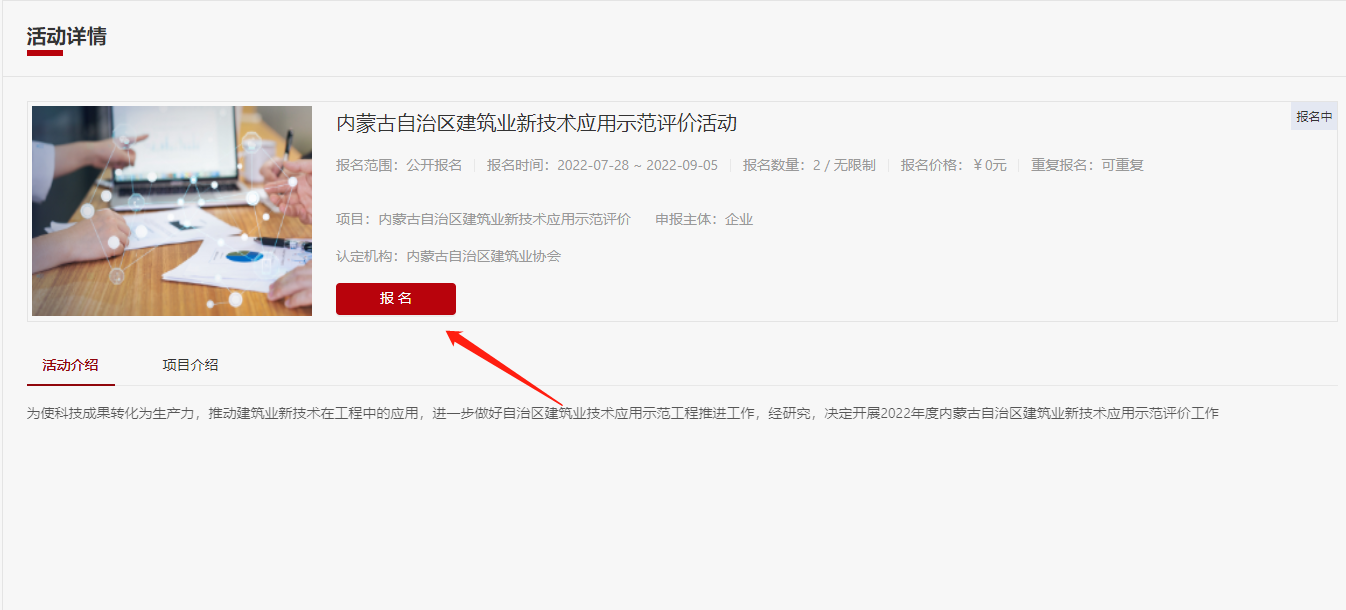 活动详情
内蒙古自治区建筑业新技术应用示范评价活动
报名中
报名范围：公开报名 报名时间：2022-07-28 ~ 2022-09-05 报名数量：2 / 无限制 报名价格：￥0元 重复报名：可重复
项目：内蒙古自治区建筑业新技术应用示范评价 申报主体：企业
认定机构：内蒙古自治区建筑业协会
报 名
活动介绍 项目介绍
为使科技成果转化为生产力，推动建筑业新技术在工程中的应用，进一步做好自治区建筑业技术应用示范工程推进工作，经研究，决定开展2022年度内蒙古自治区建筑业新技术应用示范评价工作